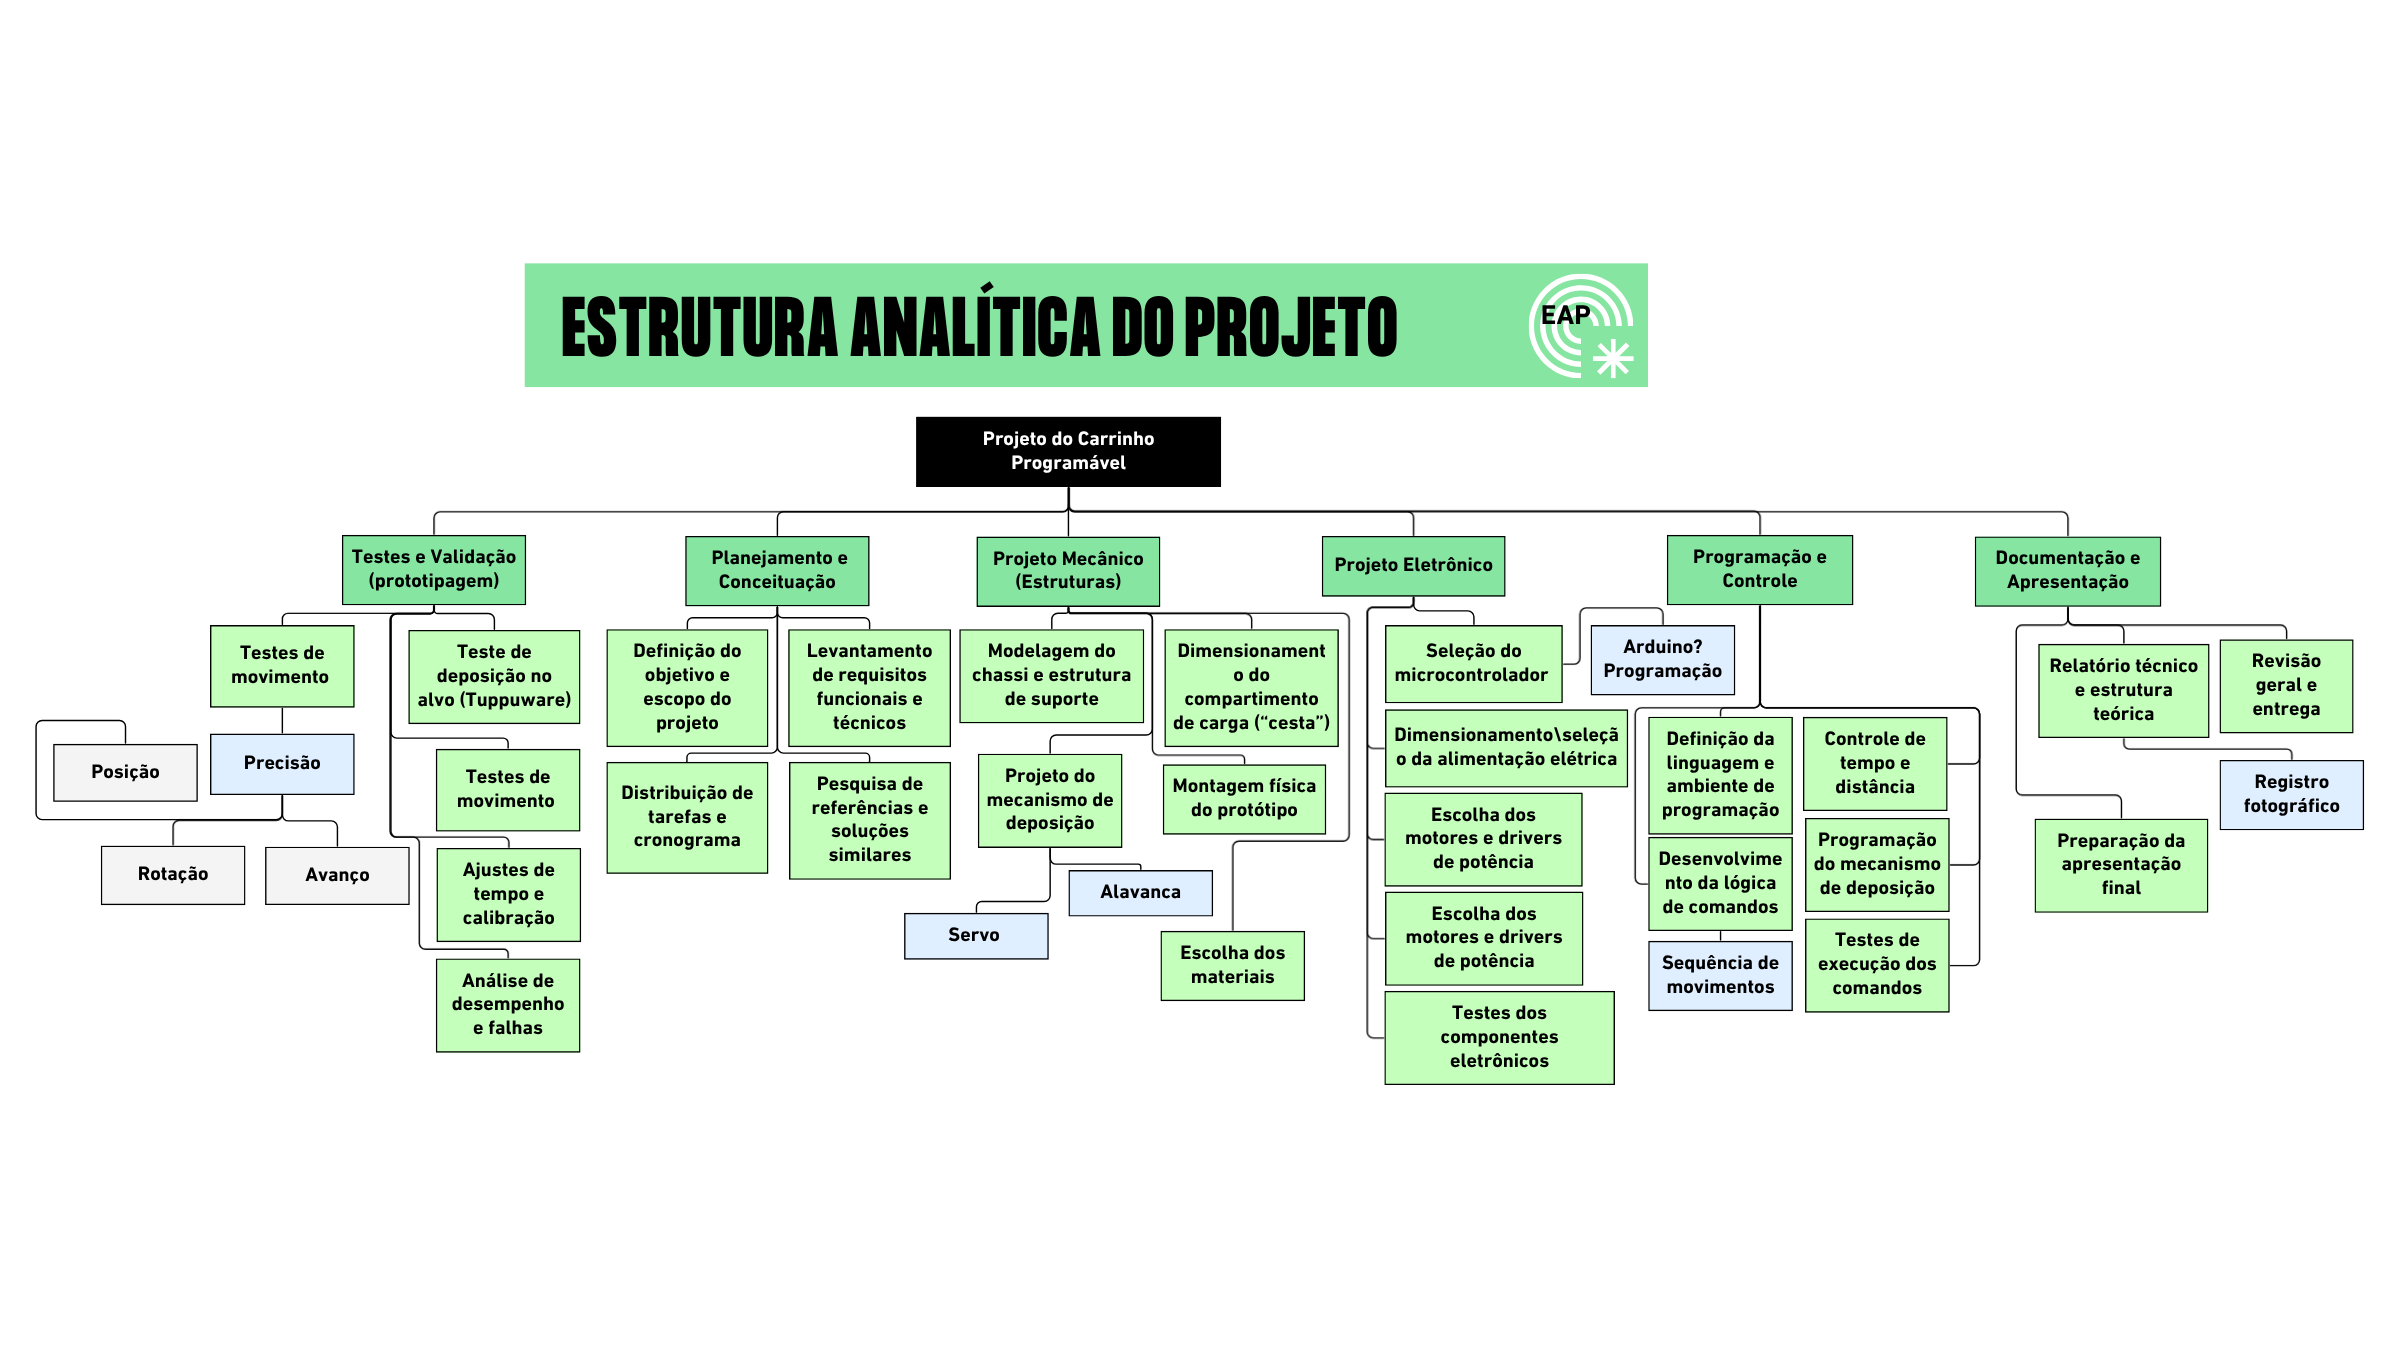 ESTRUTURA ANALÍTICA DO PROJETO
EAP
Projeto do Carrinho
Programável
Testes e Validação
(prototipagem)
Testes de
movimento
Teste de
deposição no
alvo (Tuppuware)
Precisão
Posição
Rotação
Avanço
Testes de
movimento
Ajustes de
tempo e
calibração
Análise de
desempenho
e falhas
Planejamento e
Conceituação
Definição do
objetivo e
escopo do
projeto
Levantamento
de requisitos
funcionais e
técnicos
Distribuição de
tarefas e
cronograma
Pesquisa de
referências e
soluções
similares
Projeto Mecânico
(Estruturas)
Modelagem do
chassi e estrutura
de suporte
Dimensionament
o do
compartimento
de carga (“cesta”)
Projeto do
mecanismo de
deposição
Montagem física
do protótipo
Alavanca
Servo
Escolha dos
materiais
Projeto Eletrônico
Seleção do
microcontrolador
Arduino?
Programação
Dimensionamento\seleçã
o da alimentação elétrica
Escolha dos
motores e drivers
de potência
Escolha dos
motores e drivers
de potência
Testes dos
componentes
eletrônicos
Programação e
Controle
Definição da
linguagem e
ambiente de
programação
Controle de
tempo e
distância
Desenvolvime
nto da lógica
de comandos
Programação
do mecanismo
de deposição
Sequência de
movimentos
Testes de
execução dos
comandos
Documentação e
Apresentação
Relatório técnico
e estrutura
teórica
Revisão
geral e
entrega
Registro
fotográfico
Preparação da
apresentação
final